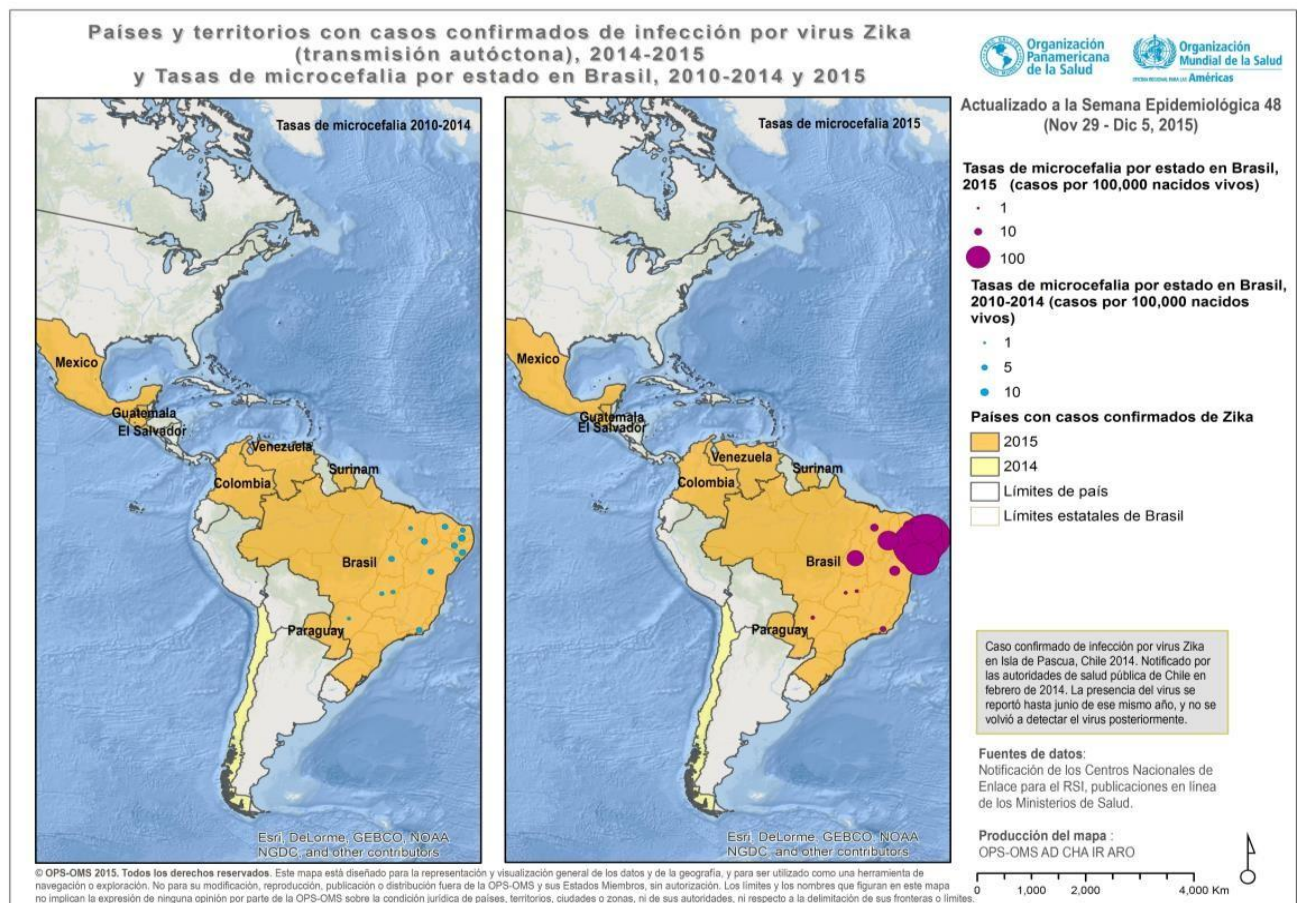 Países y territorios con casos confirmados de infección por virus Zika
(transmisión autóctona), 2014-2015
y Tasas de microcefalia por estado en Brasil, 2010-2014 y 2015
Organización
Panamericana
de la Salud
Organización
Mundial de la Salud
OFICINA REGIONAL PARA LAS Américas
Actualizado a la Semana Epidemiológica 48
(Nov 29 - Dic 5, 2015)
Tasas de microcefalia 2010-2014
Mexico
Guatemala
El Salvador
Venezuela
Surinam
Colombia
Brasil
Paraguay
Esri, DeLorme, GEBCO, NOAA
NGDC, and other contributors
Tasas de microcefalia 2015
Mexico
Guatemala
El Salvador
Venezuela
Surinam
Colombia
Brasil
Paraguay
Esri, DeLorme, GEBCO, NOAA
NGDC, and other contributors
Tasas de microcefalia por estado en Brasil,
2015 (casos por 100,000 nacidos vivos)
1
10
100
Tasas de microcefalia por estado en Brasil,
2010-2014 (casos por 100,000 nacidos
vivos)
1
5
10
Países con casos confirmados de Zika
2015
2014
Límites de país
Límites estatales de Brasil
Caso confirmado de infección por virus Zika
en Isla de Pascua, Chile 2014. Notificado por
las autoridades de salud pública de Chile en
febrero de 2014. La presencia del virus se
reportó hasta junio de ese mismo año, y no se
volvió a detectar el virus posteriormente.
Fuentes de datos:
Notificación de los Centros Nacionales de
Enlace para el RSI, publicaciones en línea
de los Ministerios de Salud.
Producción del mapa :
OPS-OMS AD CHA IR ARO
0 1,000 2,000 4,000 Km
© OPS-OMS 2015. Todos los derechos reservados. Este mapa está diseñado para la representación y visualización general de los datos y de la geografía, y para ser utilizado como una herramienta de
navegación o exploración. No para su modificación, reproducción, publicación o distribución fuera de la OPS-OMS y sus Estados Miembros, sin autorización. Los límites y los nombres que figuran en este mapa
no implican la expresión de ninguna opinión por parte de la OPS-OMS sobre la condición jurídica de países, territorios, ciudades o zonas, ni de sus autoridades, ni respecto a la delimitación de sus fronteras o límites.